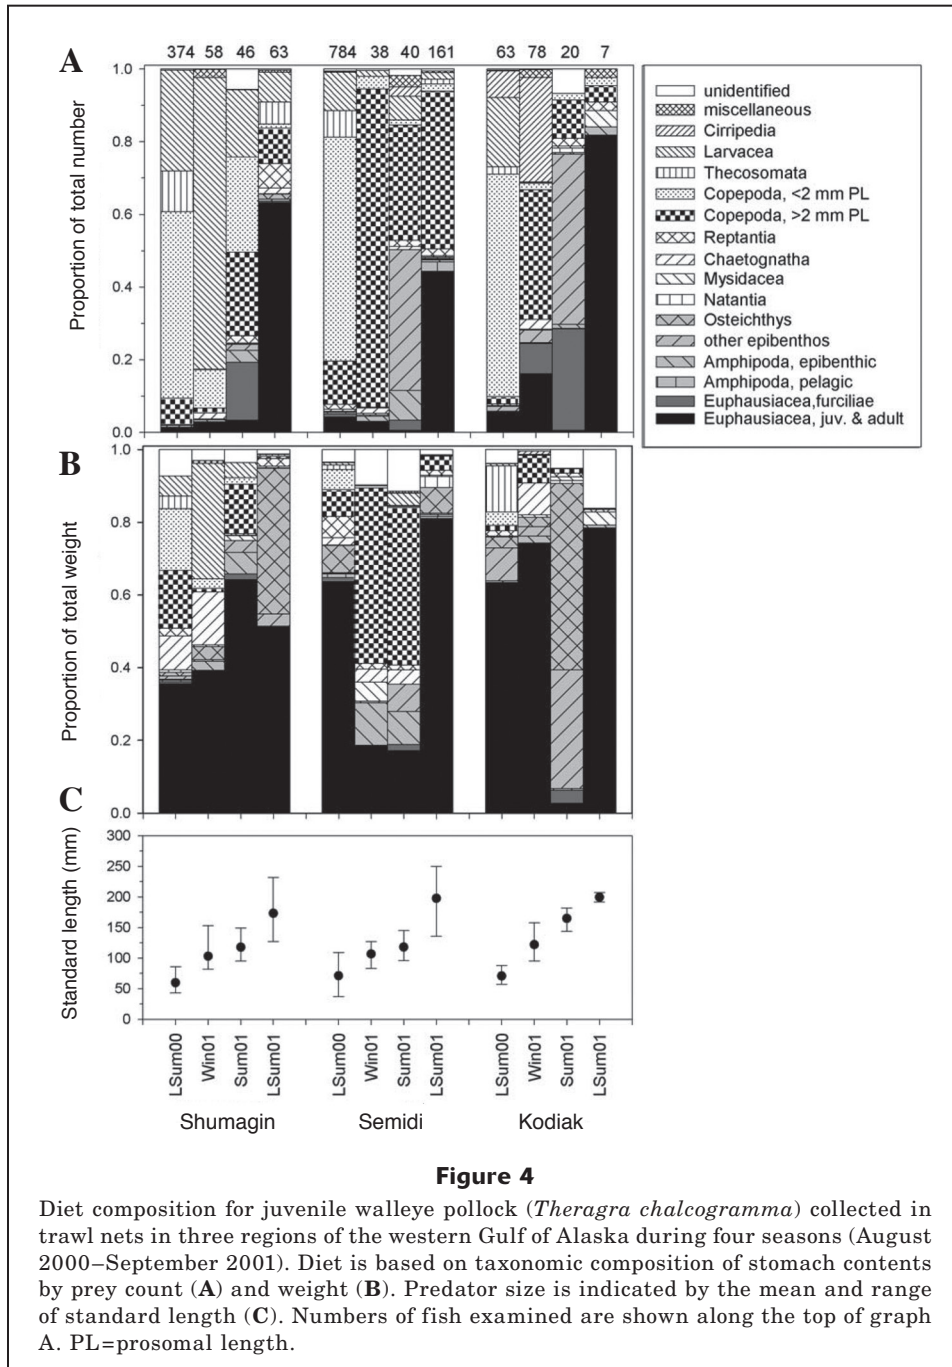 A
374 58 46 63 784 38 40 161 63 78 20 7
Proportion of total number
1.0
0.8
0.6
0.4
0.2
0.0
unidentified
miscellaneous
Cirripedia
Larvacea
Thecosomata
Copepoda, <2 mm PL
Copepoda, >2 mm PL
Reptantia
Chaetognatha
Mysidacea
Natantia
Osteichthys
other epibenthos
Amphipoda, epibenthic
Amphipoda, pelagic
Euphausiacea,furciliae
Euphausiacea, juv. & adult
B
Proportion of total weight
1.0
0.8
0.6
0.4
0.2
0.0
C
Standard length (mm)
300
250
200
150
100
50
0
LSum00 Win01 Sum01 LSum01 LSum00 Win01 Sum01 LSum01 LSum00 Win01 Sum01 LSum01
Shumagin Semidi Kodiak
Figure 4
Diet composition for juvenile walleye pollock (Theragra chalcogramma) collected in
trawl nets in three regions of the western Gulf of Alaska during four seasons (August
2000–September 2001). Diet is based on taxonomic composition of stomach contents
by prey count (A) and weight (B). Predator size is indicated by the mean and range
of standard length (C). Numbers of fish examined are shown along the top of graph
A. PL=prosomal length.